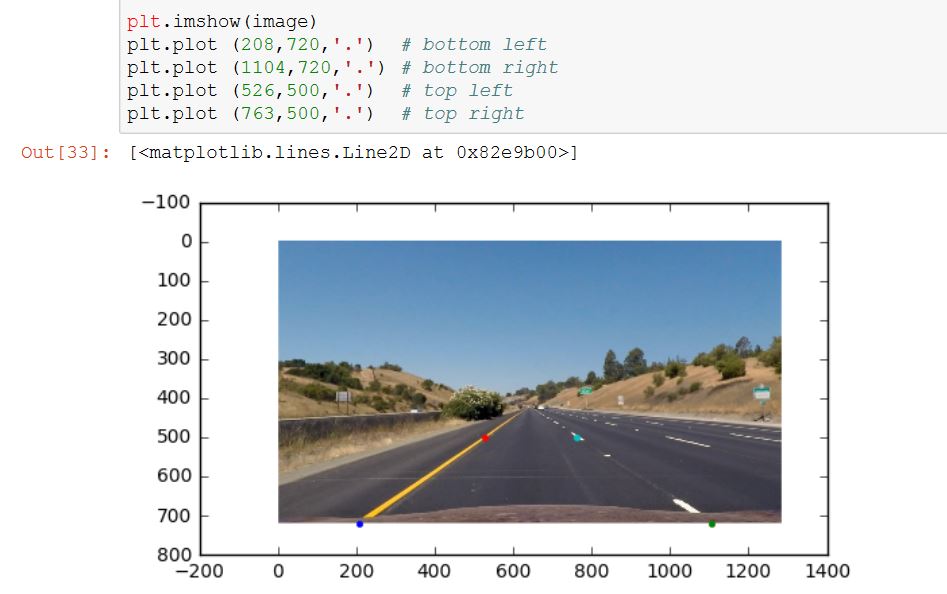 plt.imshow(image)
plt.plot (208,720,'.')  # bottom left
plt.plot (1104,720,'.') # bottom right
plt.plot (526,500,'.')  # top left
plt.plot (763,500,'.')  # top right
Out[33]: [<matplotlib.lines.Line2D at 0x82e9b00>]
−100
0
100
200
300
400
500
600
700
800
−200 0 200 400 600 800 1000 1200 1400